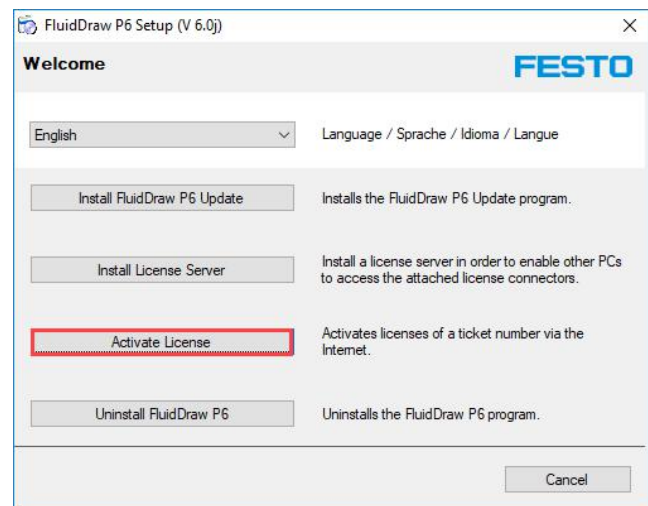 FluidDraw P6 Setup (V 6.0j)
Welcome
FESTO
English
Language / Sprache / Idioma / Langue
Install FluidDraw P6 Update
Installs the FluidDraw P6 Update program.
Install License Server
Install a license server in order to enable other PCs
to access the attached license connectors.
Activate License
Activates licenses of a ticket number via the
Internet.
Uninstall FluidDraw P6
Uninstalls the FluidDraw P6 program.
Cancel